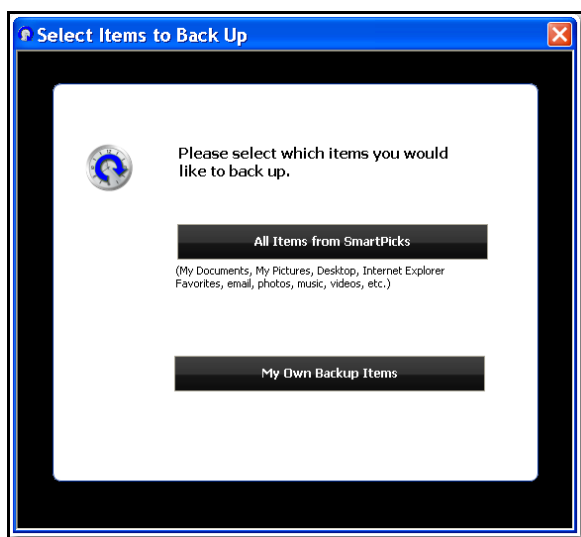 Select Items to Back Up
Please select which items you would
like to back up.
All Items from SmartPicks
(My Documents, My Pictures, Desktop, Internet Explorer
Favorites, email, photos, music, videos, etc.)
My Own Backup Items